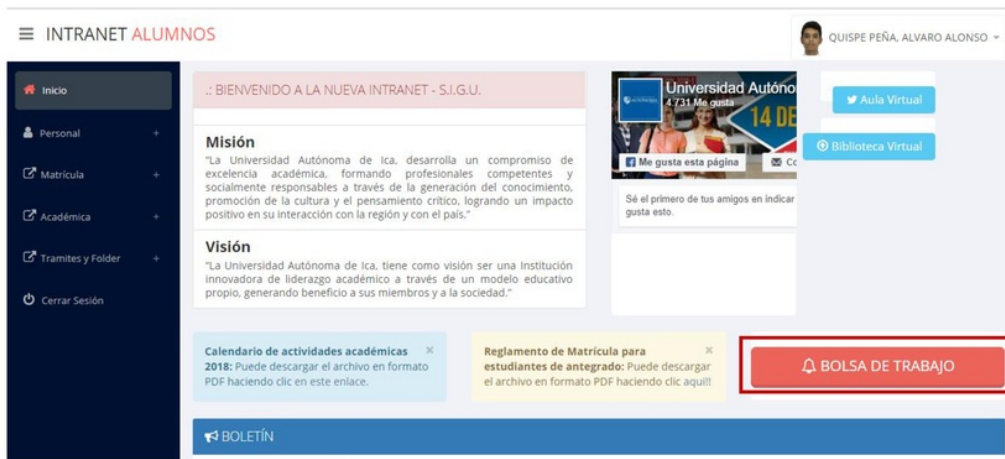 INTRANET ALUMNOS
QUISPE PEÑA, ALVARO ALONSO
Inicio
Personal +
Matrícula +
Académica +
Tramites y Folder +
Cerrar Sesión
.: BIENVENIDO A LA NUEVA INTRANET - S.I.G.U.
Misión
“La Universidad Autónoma de Ica, desarrolla un compromiso de
excelencia académica, formando profesionales competentes y
socialmente responsables a través de la generación del conocimiento,
promoción de la cultura y el pensamiento crítico, logrando un impacto
positivo en su interacción con la región y con el país.”
Visión
“La Universidad Autónoma de Ica, tiene como visión ser una Institución
innovadora de liderazgo académico a través de un modelo educativo
propio, generando beneficio a sus miembros y a la sociedad.”
Universidad Autóno
4.731 Me gusta
14 DE
Me gusta esta página
Co
Sé el primero de tus amigos en indicar
gusta esto.
Aula Virtual
Biblioteca Virtual
Calendario de actividades académicas ×
2018: Puede descargar el archivo en formato
PDF haciendo clic en este enlace.
Reglamento de Matrícula para ×
estudiantes de antegrado: Puede descargar
el archivo en formato PDF haciendo clic aqui!!
BOLSA DE TRABAJO
BOLETÍN